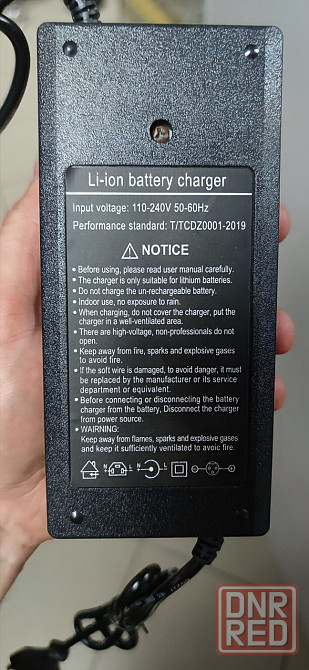 Li-ion battery charger
Input voltage: 110-240V 50-60Hz
Performance standard: T/TCDZ0001-2019
NOTICE
• Before using, please read user manual carefully.
• The charger is only suitable for lithium batteries.
• Do not charge the un-rechargeable battery.
• Indoor use, no exposure to rain.
• When charging, do not cover the charger, put the
charger in a well-ventilated area.
• There are high-voltage, non-professionals do not
open.
• Keep away from fire, sparks and explosive gases
to avoid fire.
• If the soft wire is damaged, to avoid danger, it must
be replaced by the manufacturer or its service
department or equivalent.
• Before connecting or disconnecting the battery
charger from the battery, Disconnect the charger
from power source.
• WAIRNING:
Keep away from flames, sparks and explosive gases
and keep it sufficiently ventilated to avoid fire.
N L N L
DNR
RED